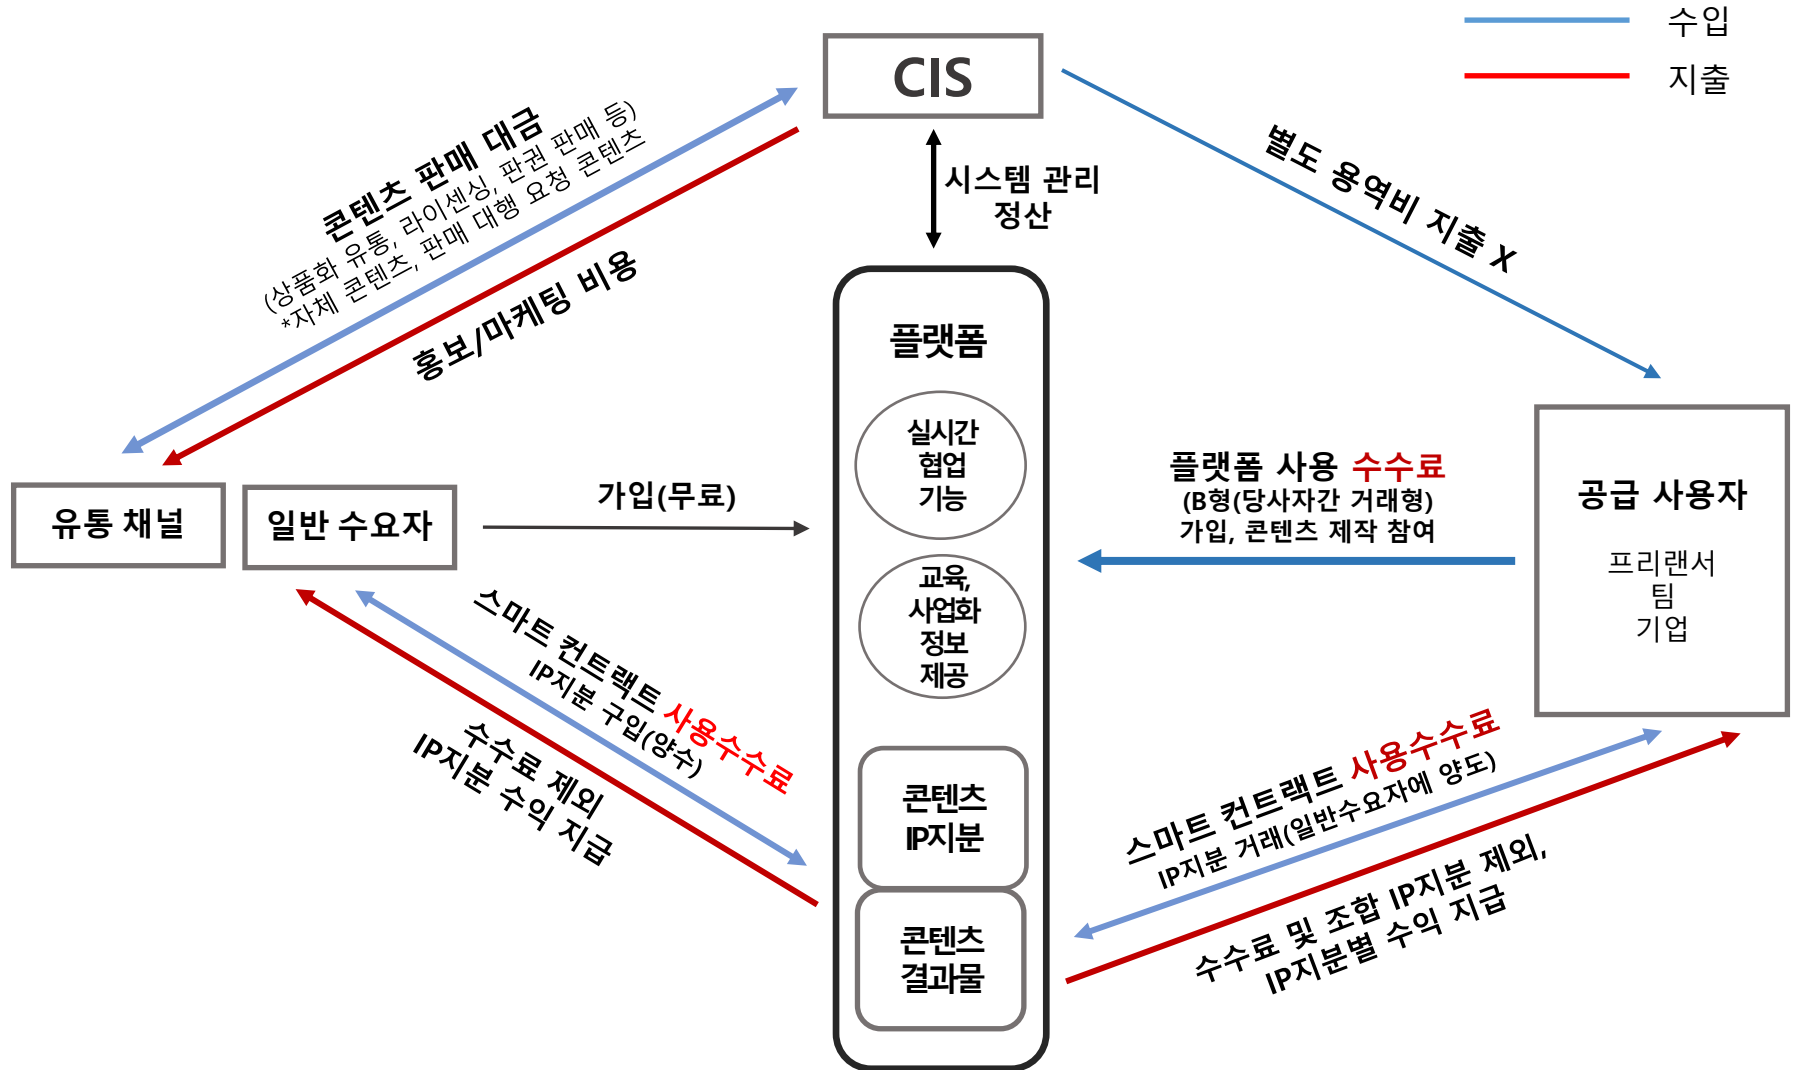 수입
지출
CIS
콘텐츠 판매 대금
(상품화 유통, 라이센싱, 판권 판매 등)
*자체 콘텐츠, 판매 대행 요청 콘텐츠
홍보/마케팅 비용
시스템 관리
정산
별도 용역비 지출 X
플랫폼
실시간
협업
기능
교육,
사업화
정보
제공
콘텐츠
IP지분
콘텐츠
결과물
유통 채널
일반 수요자
가입(무료)
플랫폼 사용 수수료
(B형(당사자간 거래형)
가입, 콘텐츠 제작 참여
공급 사용자
프리랜서
팀
기업
스마트 컨트랙트 사용수수료
IP지분 구입(양수)
수수료 제외
IP지분 수익 지급
스마트 컨트랙트 사용수수료
IP지분 거래(일반수요자에 양도)
수수료 및 조합 IP지분 제외,
IP지분별 수익 지급